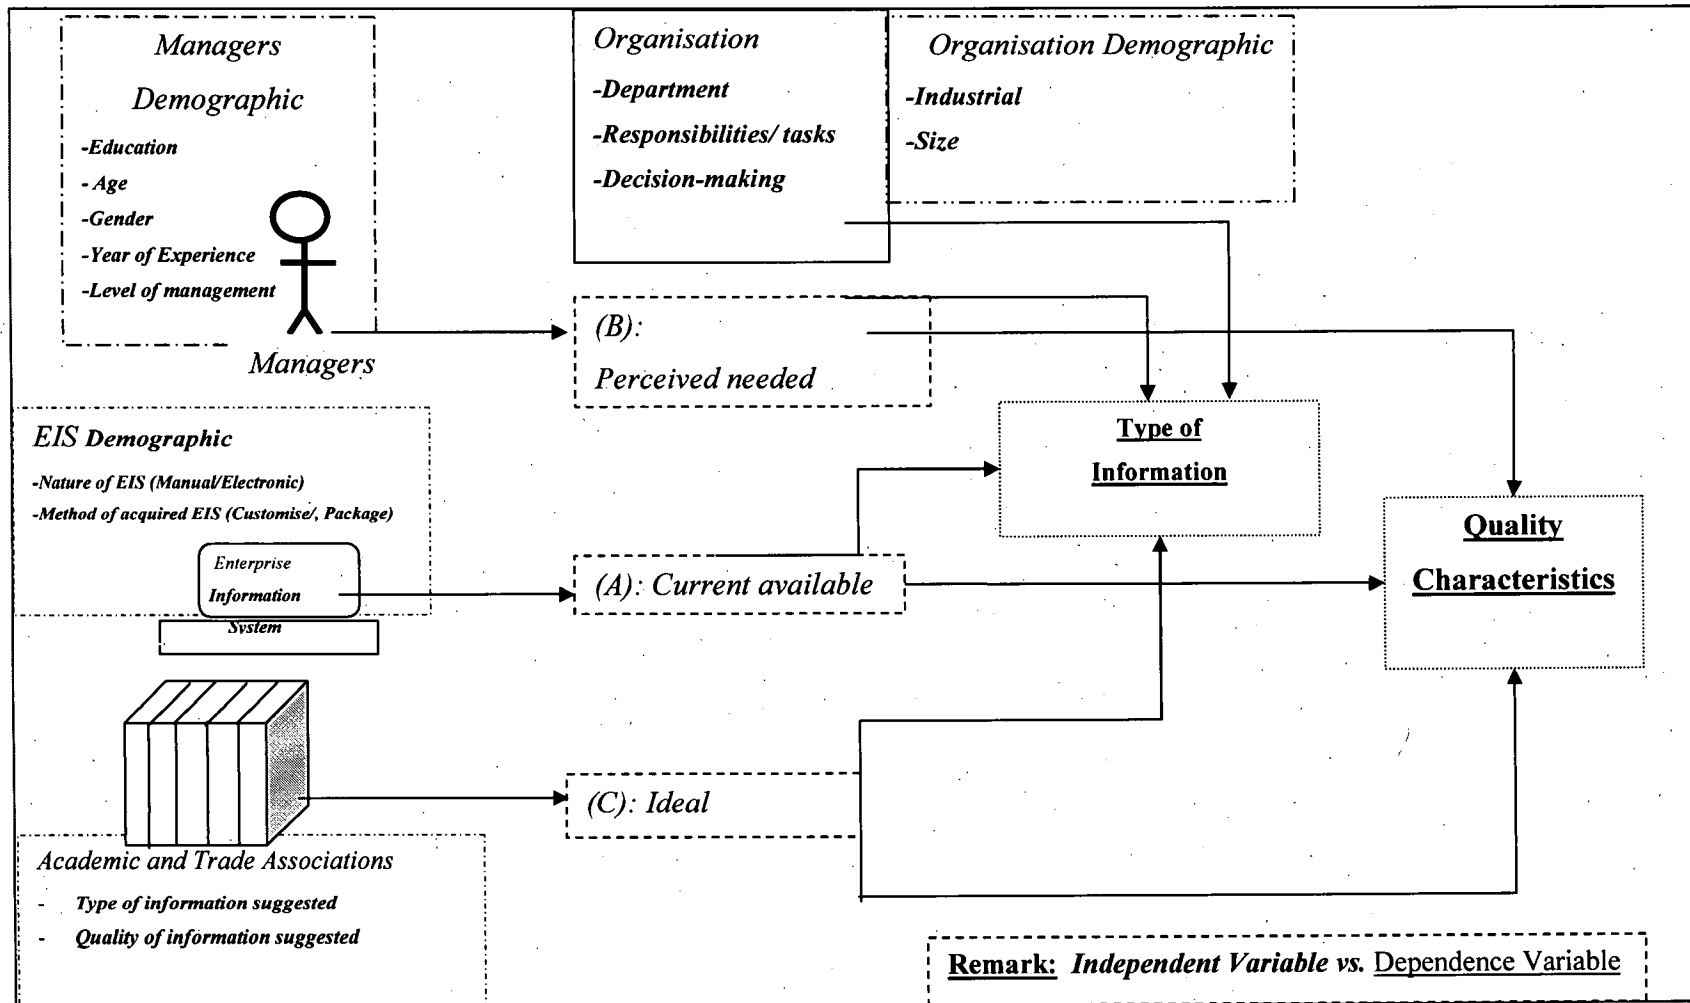 Managers
Demographic
-Education
- Age
-Gender
-Year of Experience
-Level of management
Managers
Organisation
-Department
-Responsibilities/ tasks
-Decision-making
Organisation Demographic
-Industrial
-Size
(B):
Perceived needed
EIS Demographic
-Nature of EIS (Manual/Electronic)
-Method of acquired EIS (Customise/, Package)
Enterprise
Information
System
(A): Current available
Type of
Information
Quality
Characteristics
(C): Ideal
Academic and Trade Associations
- Type of information suggested
- Quality of information suggested
Remark: Independent Variable vs. Dependence Variable